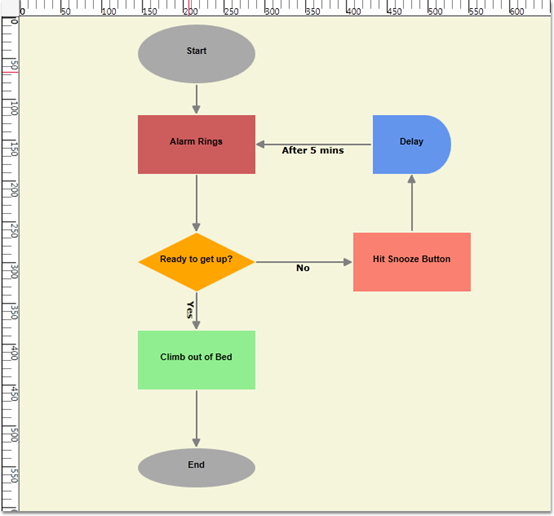 0 50 100 150 200 250 300 350 400 450 500 550 600
0
50
100
150
200
250
300
350
400
450
500
550
Start
Alarm Rings
After 5 mins
Delay
Ready to get up?
No
Hit Snooze Button
Yes
Climb out of Bed
End